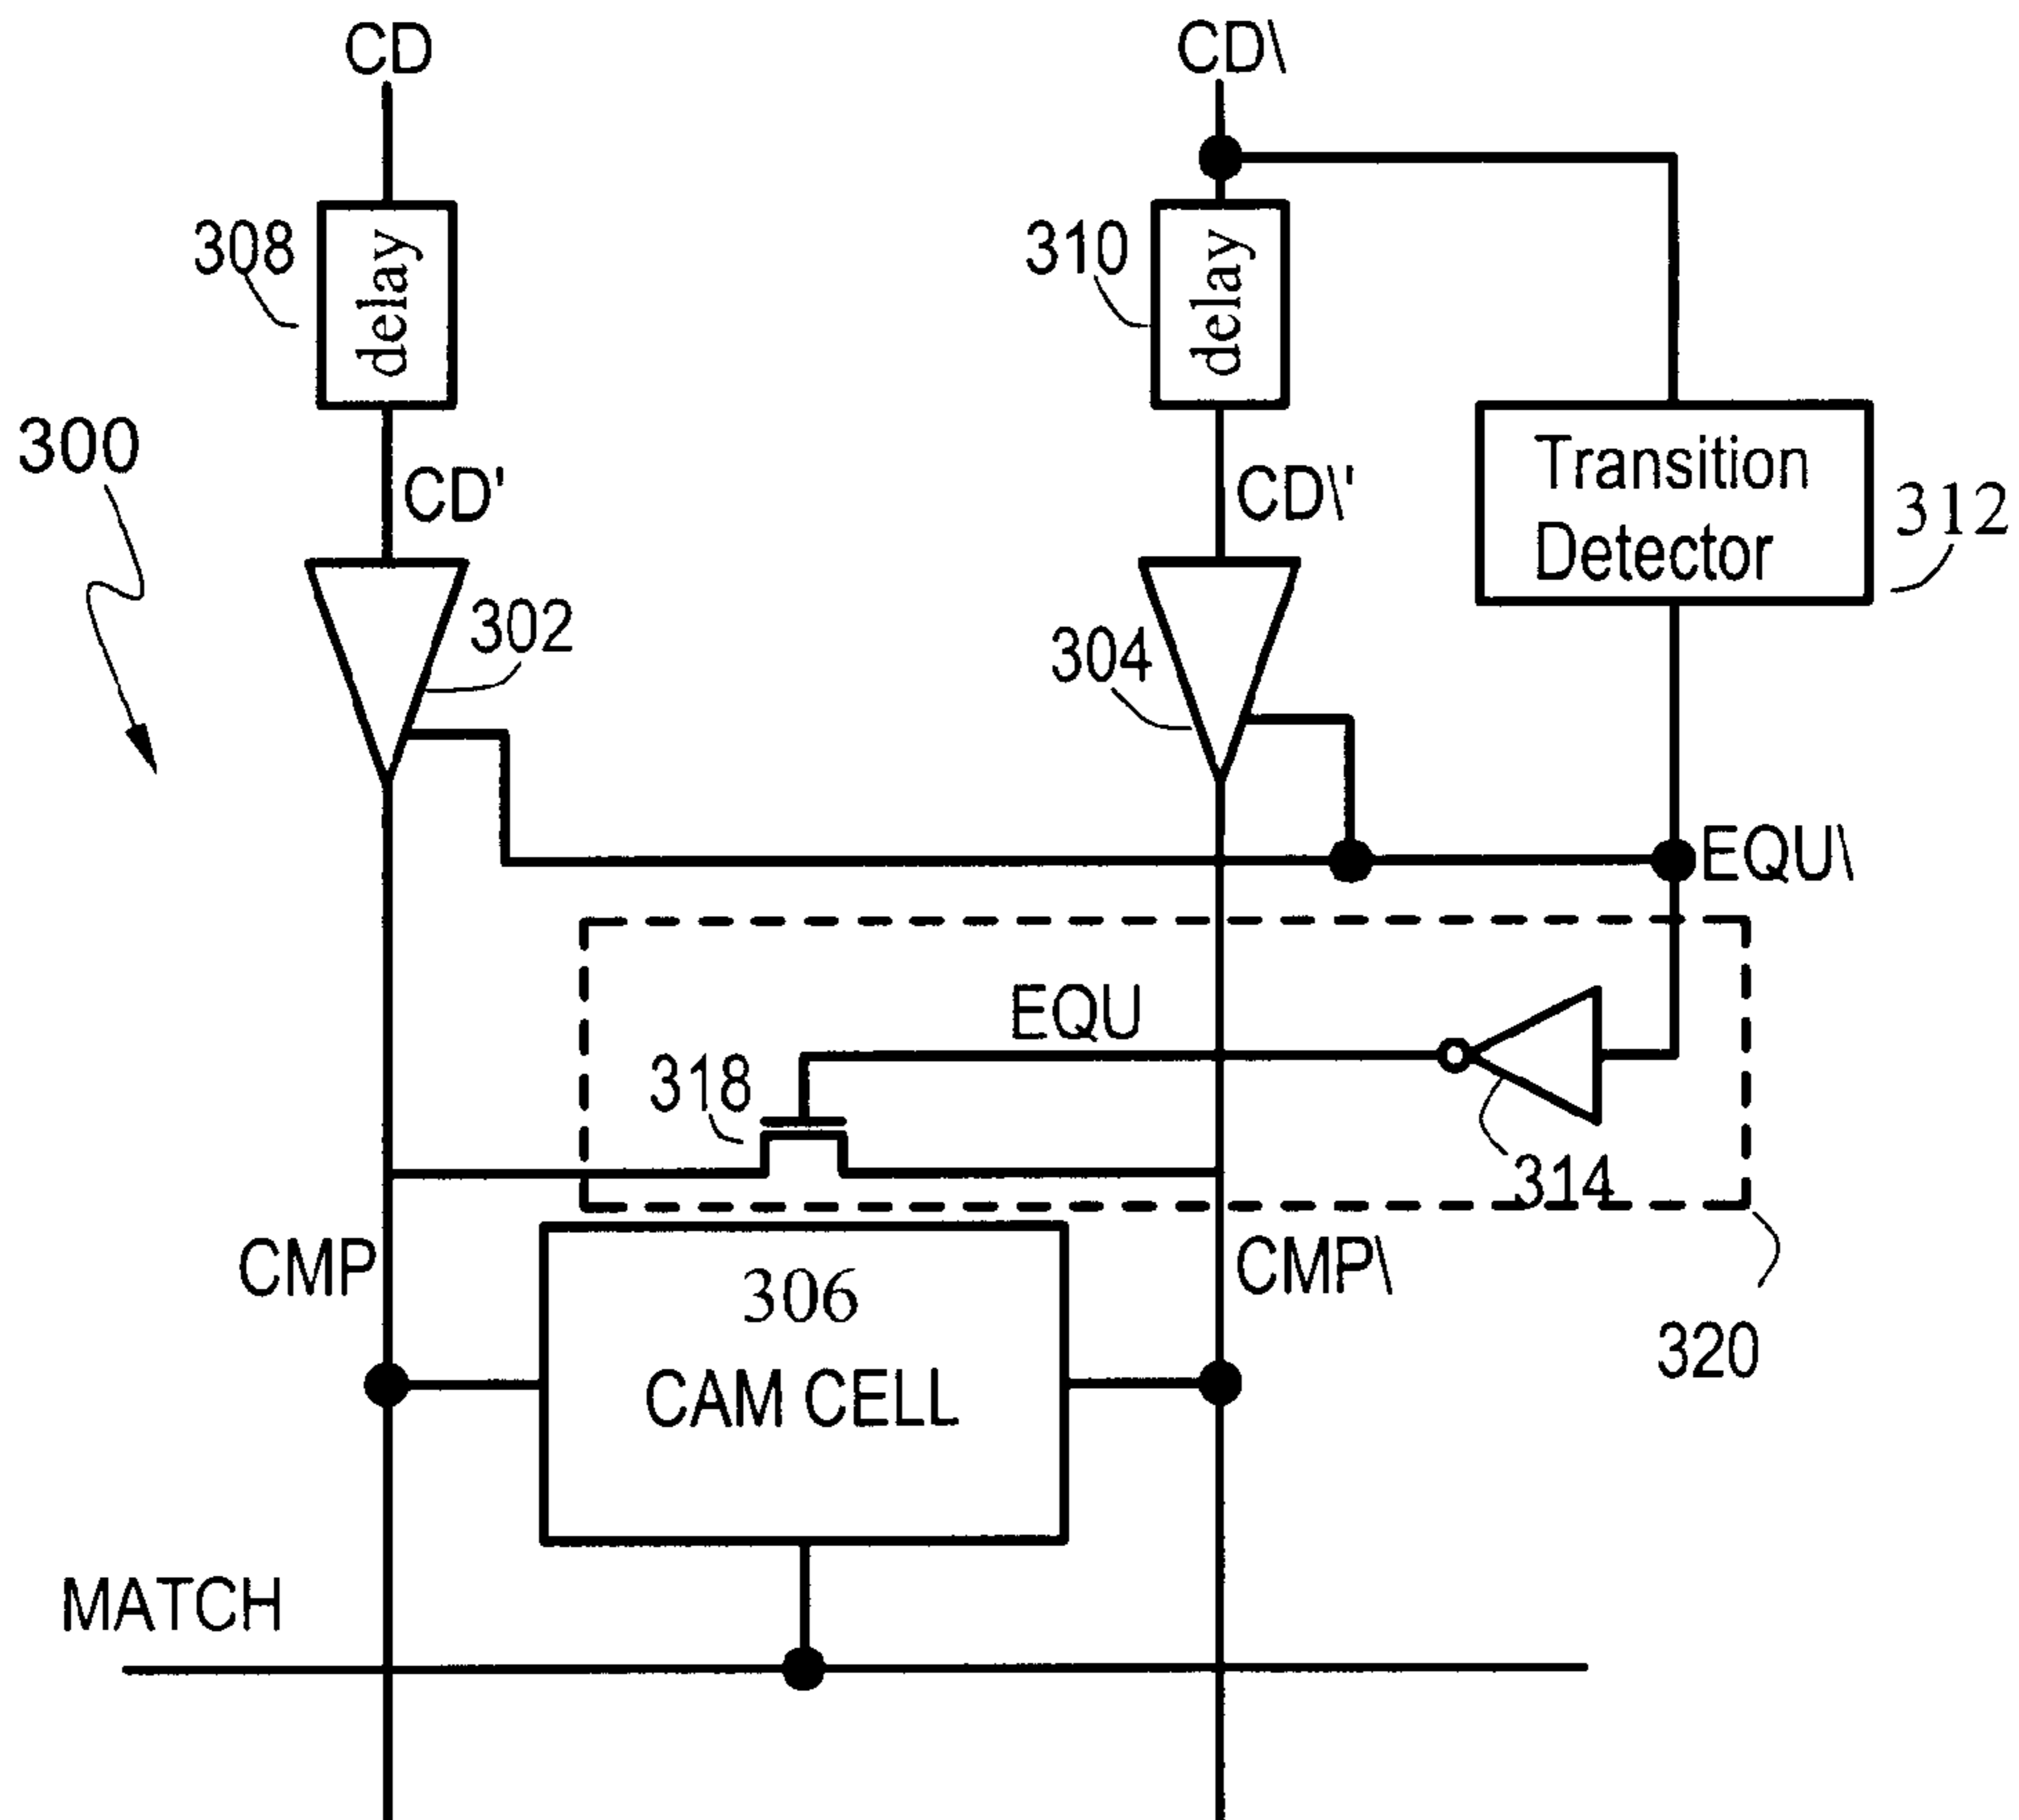 CD
CD\
308
delay
310
delay
300
CD'
CD\'
Transition
Detector
312
302
304
EQU\
EQU
318
314
CMP
306
CAM CELL
CMP\
320
MATCH